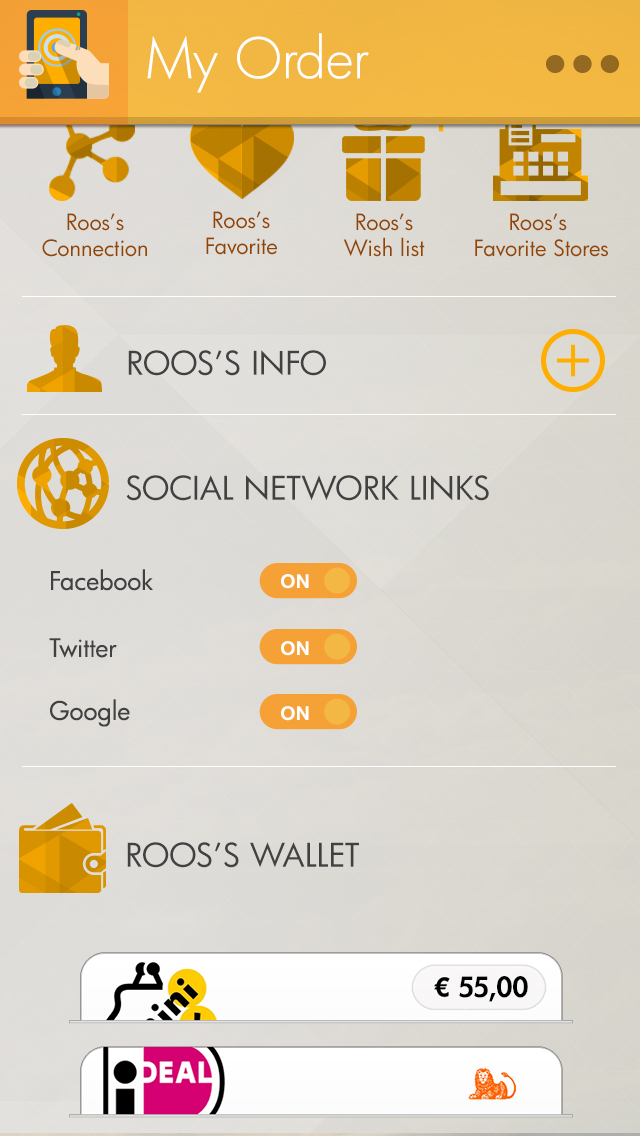 My Order
Roos's
Connection
Roos's
Favorite
Roos's
Wish list
Roos's
Favorite Stores
ROOS'S INFO
SOCIAL NETWORK LINKS
Facebook
ON
Twitter
ON
Google
ON
ROOS'S WALLET
mini
€ 55,00
iDEAL